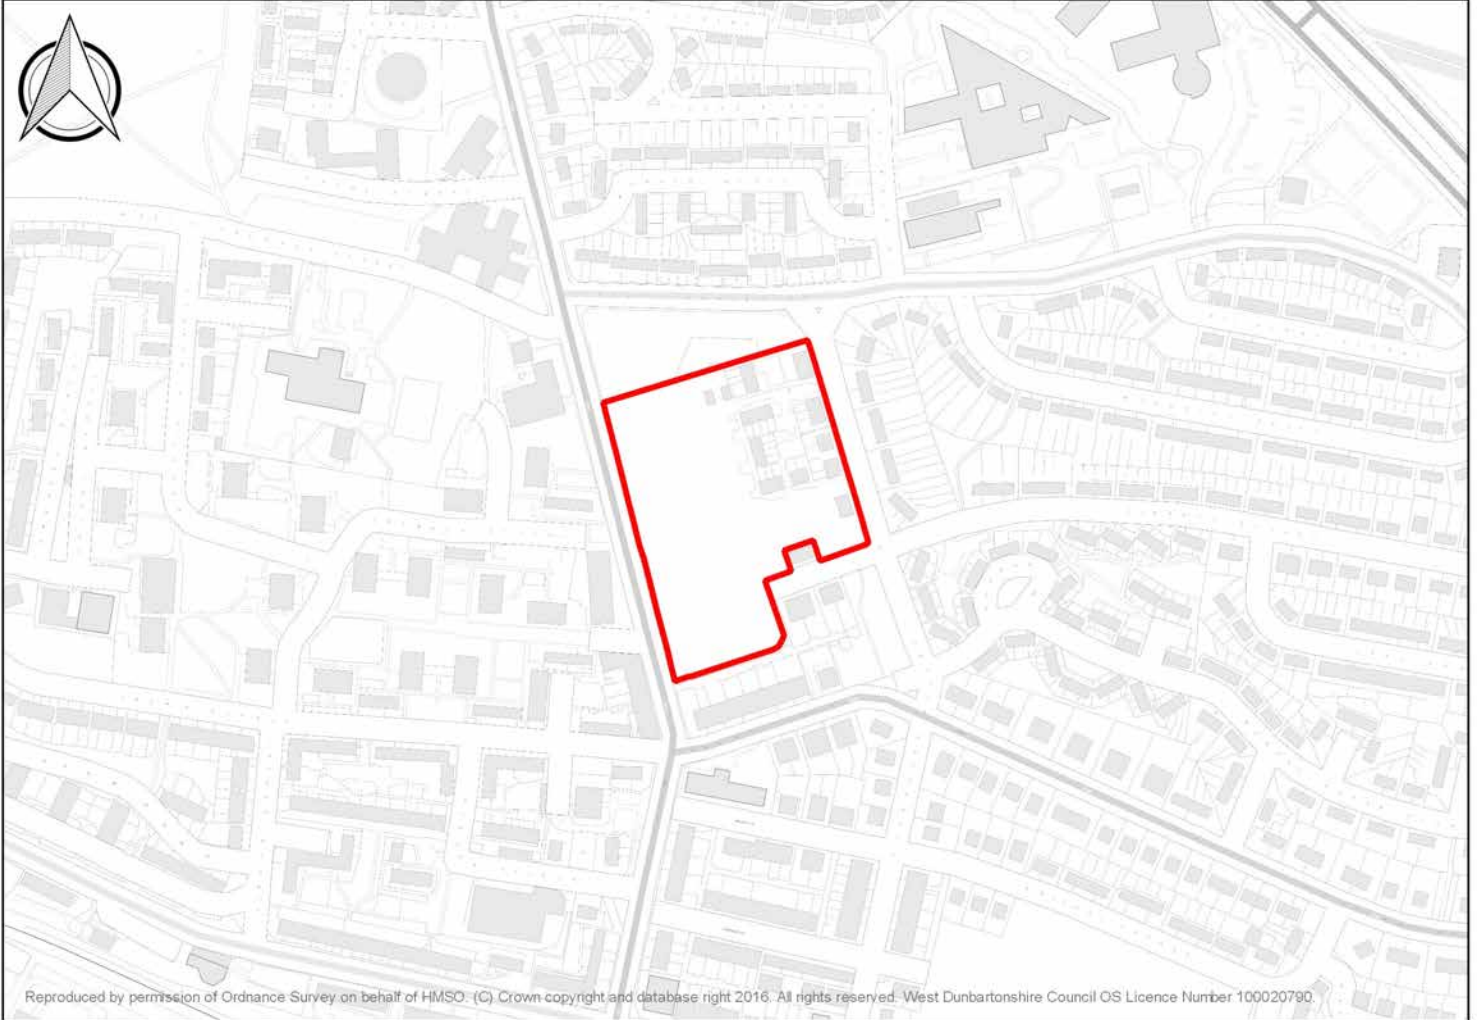 Reproduced by permission of Ordnance Survey on behalf of HMSO. (C) Crown copyright and database right 2016. All rights reserved. West Dunbartonshire Council OS Licence Number 100020790.